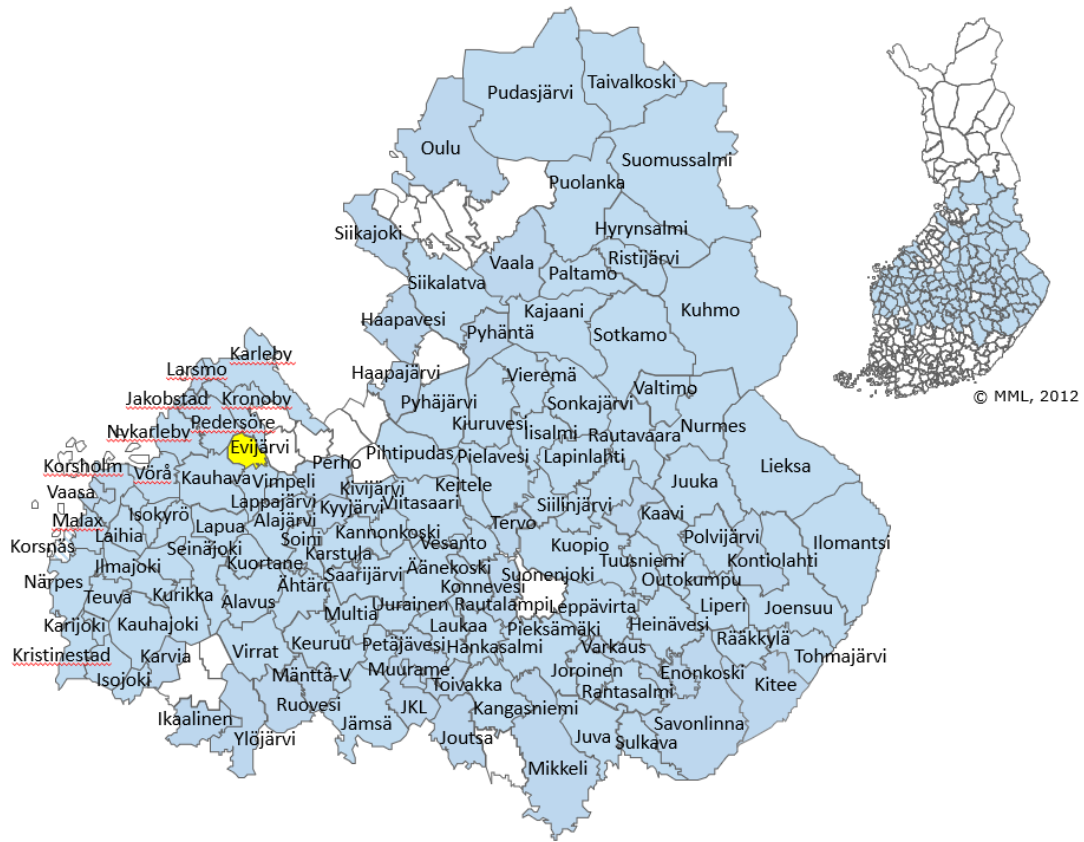 Taivalkoski
Pudasjärvi
Oulu
Suomussalmi
Puolanka
Hyrynsalmi
Siikajoki
Ristijärvi
Vaala
Paltamo
Siikalatva
Kuhmo
Kajaani
Haapavesi
Pyhäntä
Sotkamo
Karleby
Larsmo
Haapajärvi
Vieremä
Valtimo
© MML, 2012
Jakobstad
Kronoby
Pyhäjärvi
Sonkajärvi
Pedersöre
Kiuruvesi
Nurmes
Nykarleby
Iisalmi
Rautavaara
Evijärvi
Pihtipudas
Pielavesi
Lapinlahti
Perho
Korsholm
Vörå
Lieksa
Kauhava
Vimpeli
Keitele
Juuka
Vaasa
Lappajärvi
Kivijärvi
Viitasaari
Siilinjärvi
Kyyjärvi
Isokyrö
Kaavi
Malax
Lapua
Alajärvi
Tervo
Laihia
Soini
Kannonkoski
Polvijärvi
Ilomantsi
Korsnäs
Seinäjoki
Karstula
Vesanto
Kuopio
Kontiolahti
Ilmajoki
Kuortane
Äänekoski
Tuusniemi
Närpes
Ähtäri
Saarijärvi
Suonenjoki
Outokumpu
Teuva
Kurikka
Alavus
Konnevesi
Uurainen
Rautalampi
Leppävirta
Liperi
Joensuu
Multia
Karijoki
Kauhajoki
Laukaa
Pieksämäki
Heinävesi
Rääkkylä
Keuruu
Petäjävesi
Hankasalmi
Varkaus
Kristinestad
Karvia
Virrat
Tohmajärvi
Muurame
Joroinen
Enonkoski
Isojoki
Mänttä-V
Toivakka
Rantasalmi
Kitee
Ruovesi
JKL
Kangasniemi
Ikaalinen
Jämsä
Savonlinna
Ylöjärvi
Joutsa
Juva
Sulkava
Mikkeli